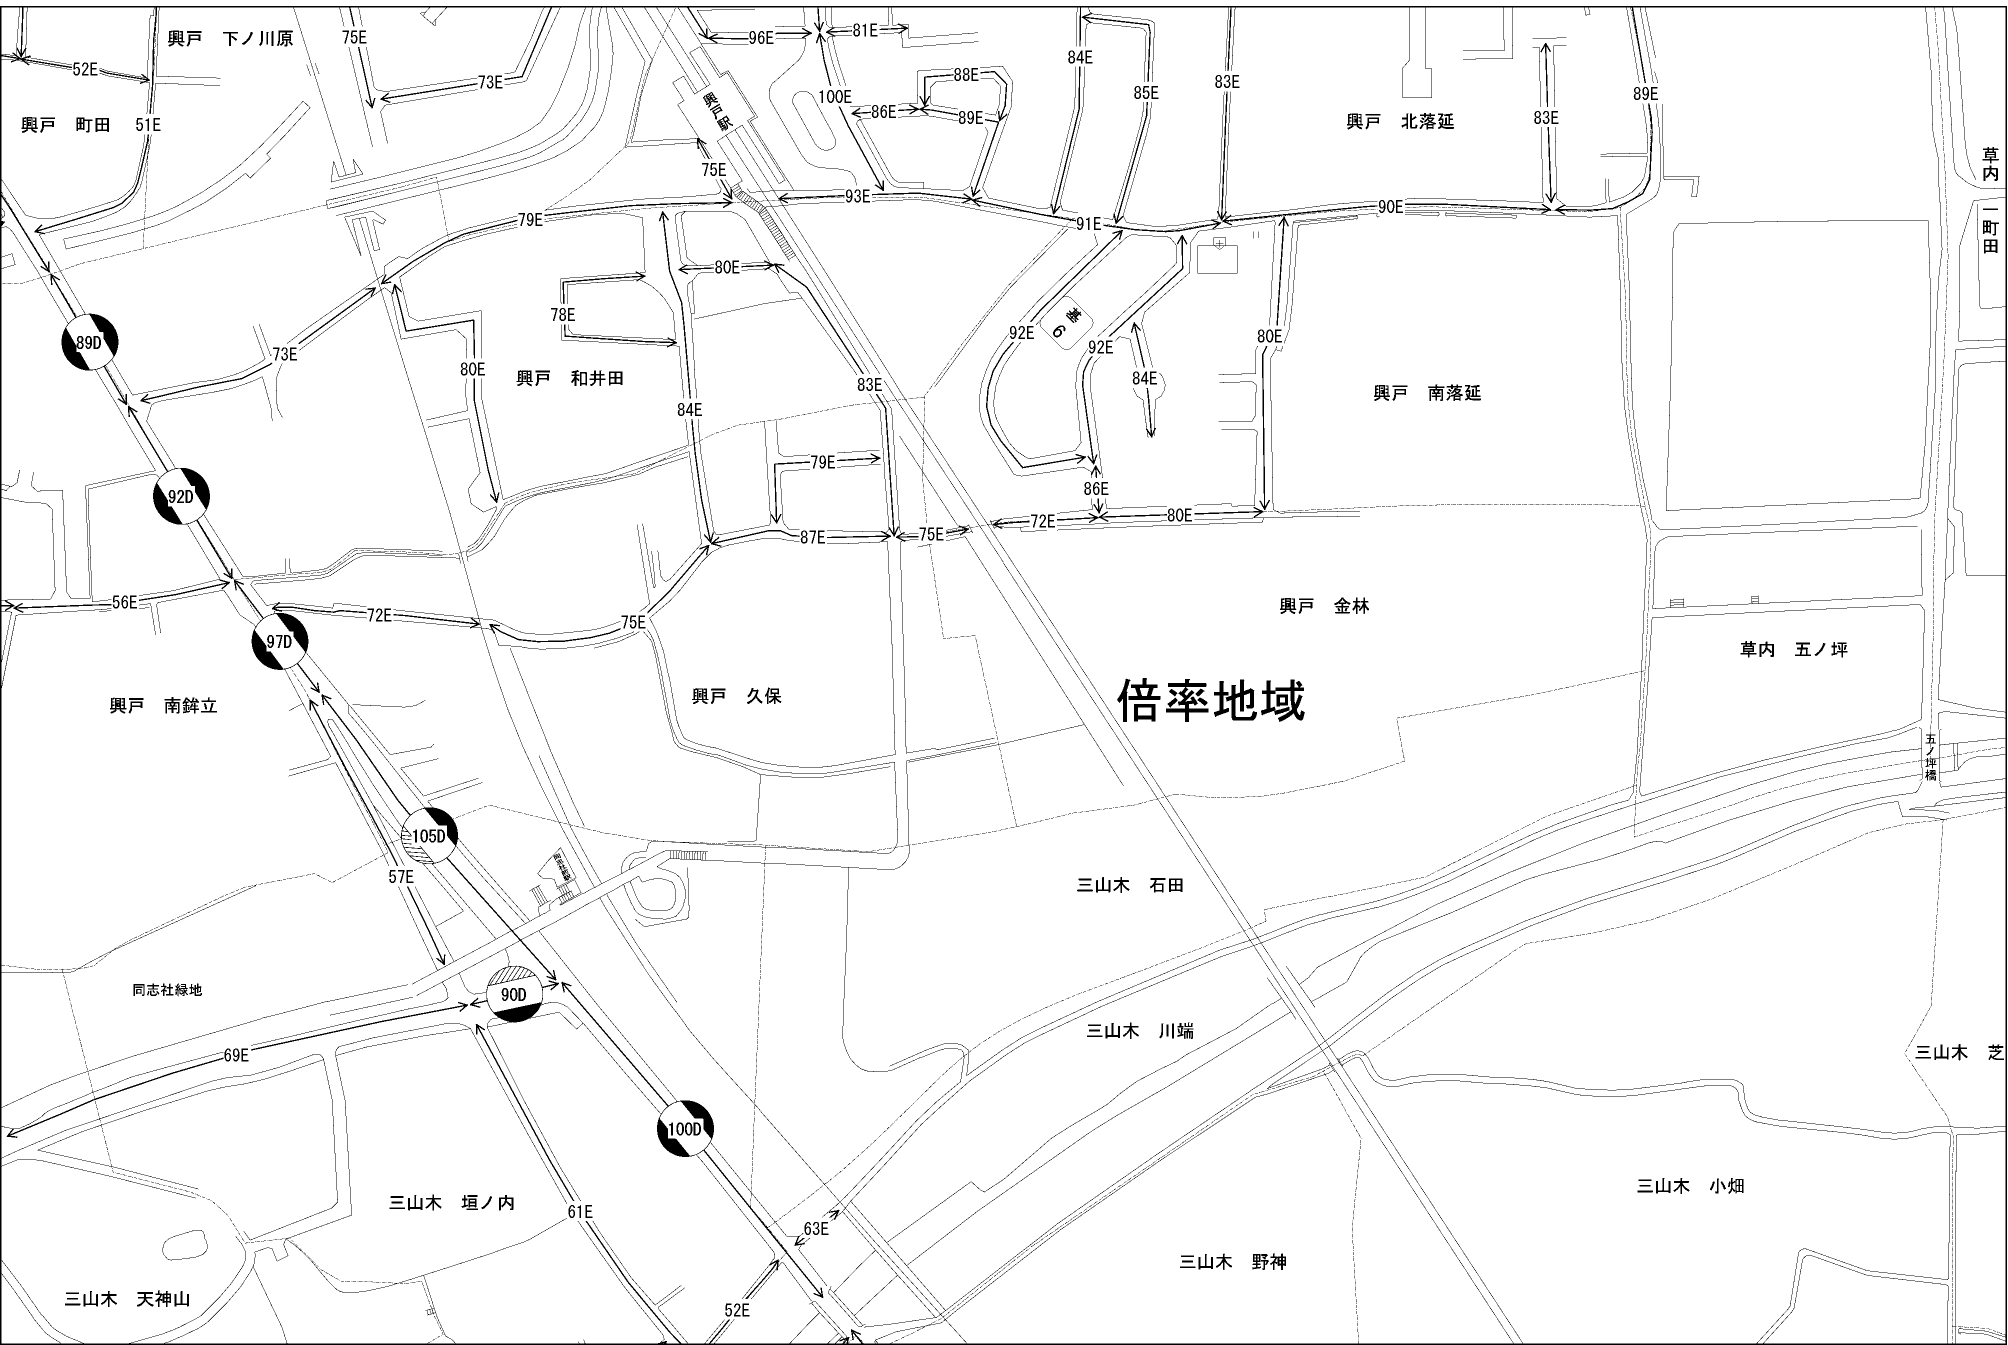 興戸 下ノ川原
75E
96E
81E
52E
73E
84E
83E
88E
85E
100E
86E
89E
89E
83E
興戸駅
興戸 町田
51E
興戸 北落延
草内 一町田
75E
93E
79E
91E
90E
80E
78E
基6
89D
73E
92E
92E
80E
80E
興戸 和井田
84E
83E
84E
興戸 南落延
79E
92D
86E
72E
80E
87E
75E
56E
72E
75E
97D
興戸 金林
草内 五ノ坪
興戸 南鉾立
興戸 久保
倍率地域
五ノ坪橋
105D
57E
三山木 石田
同志社緑地
90D
三山木 川端
69E
三山木 芝
100D
三山木 垣ノ内
61E
63E
三山木 小畑
三山木 野神
三山木 天神山
52E